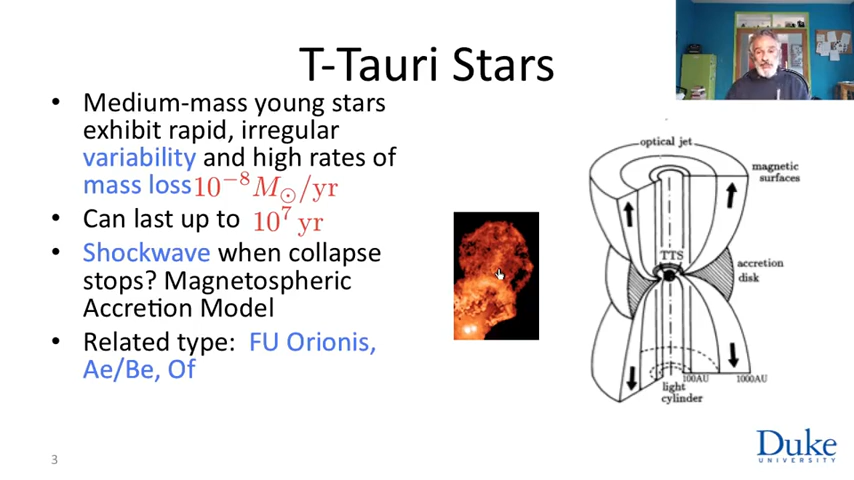 T-Tauri Stars
• Medium-mass young stars
exhibit rapid, irregular
variability and high rates of
mass loss 10⁻⁸ M☉/yr
• Can last up to 10⁷ yr
• Shockwave when collapse
stops? Magnetospheric
Accretion Model
• Related type: FU Orionis,
Ae/Be, Of
optical jet
magnetic
surfaces
TTS
accretion
disk
100AU
1000AU
light
cylinder
3
Duke
UNIVERSITY